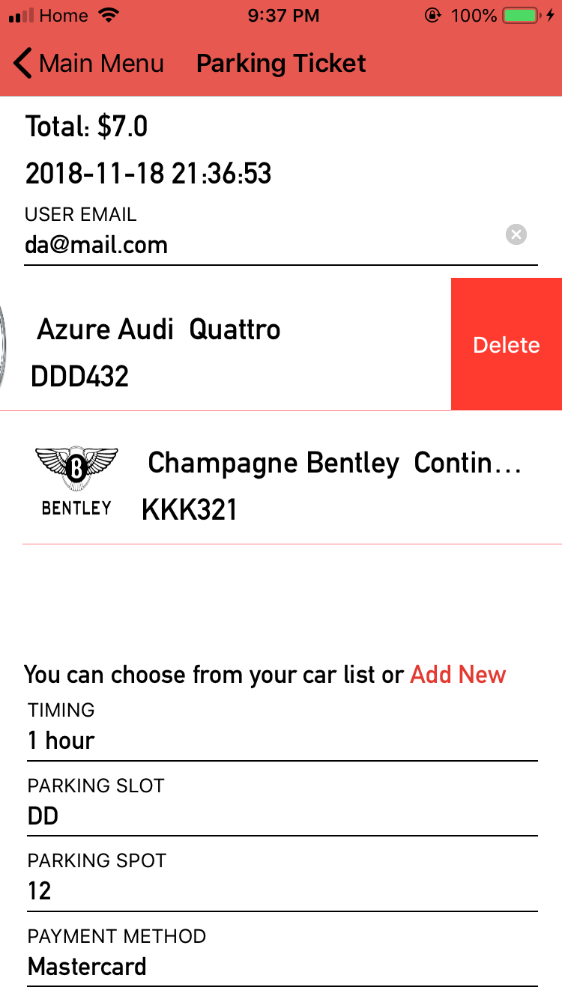 Home 9:37 PM 100%
Main Menu Parking Ticket
Total: $7.0
2018-11-18 21:36:53
USER EMAIL
da@mail.com
Azure Audi  Quattro
DDD432
Delete
Champagne Bentley  Contin...
B
BENTLEY
KKK321
You can choose from your car list or Add New
TIMING
1 hour
PARKING SLOT
DD
PARKING SPOT
12
PAYMENT METHOD
Mastercard